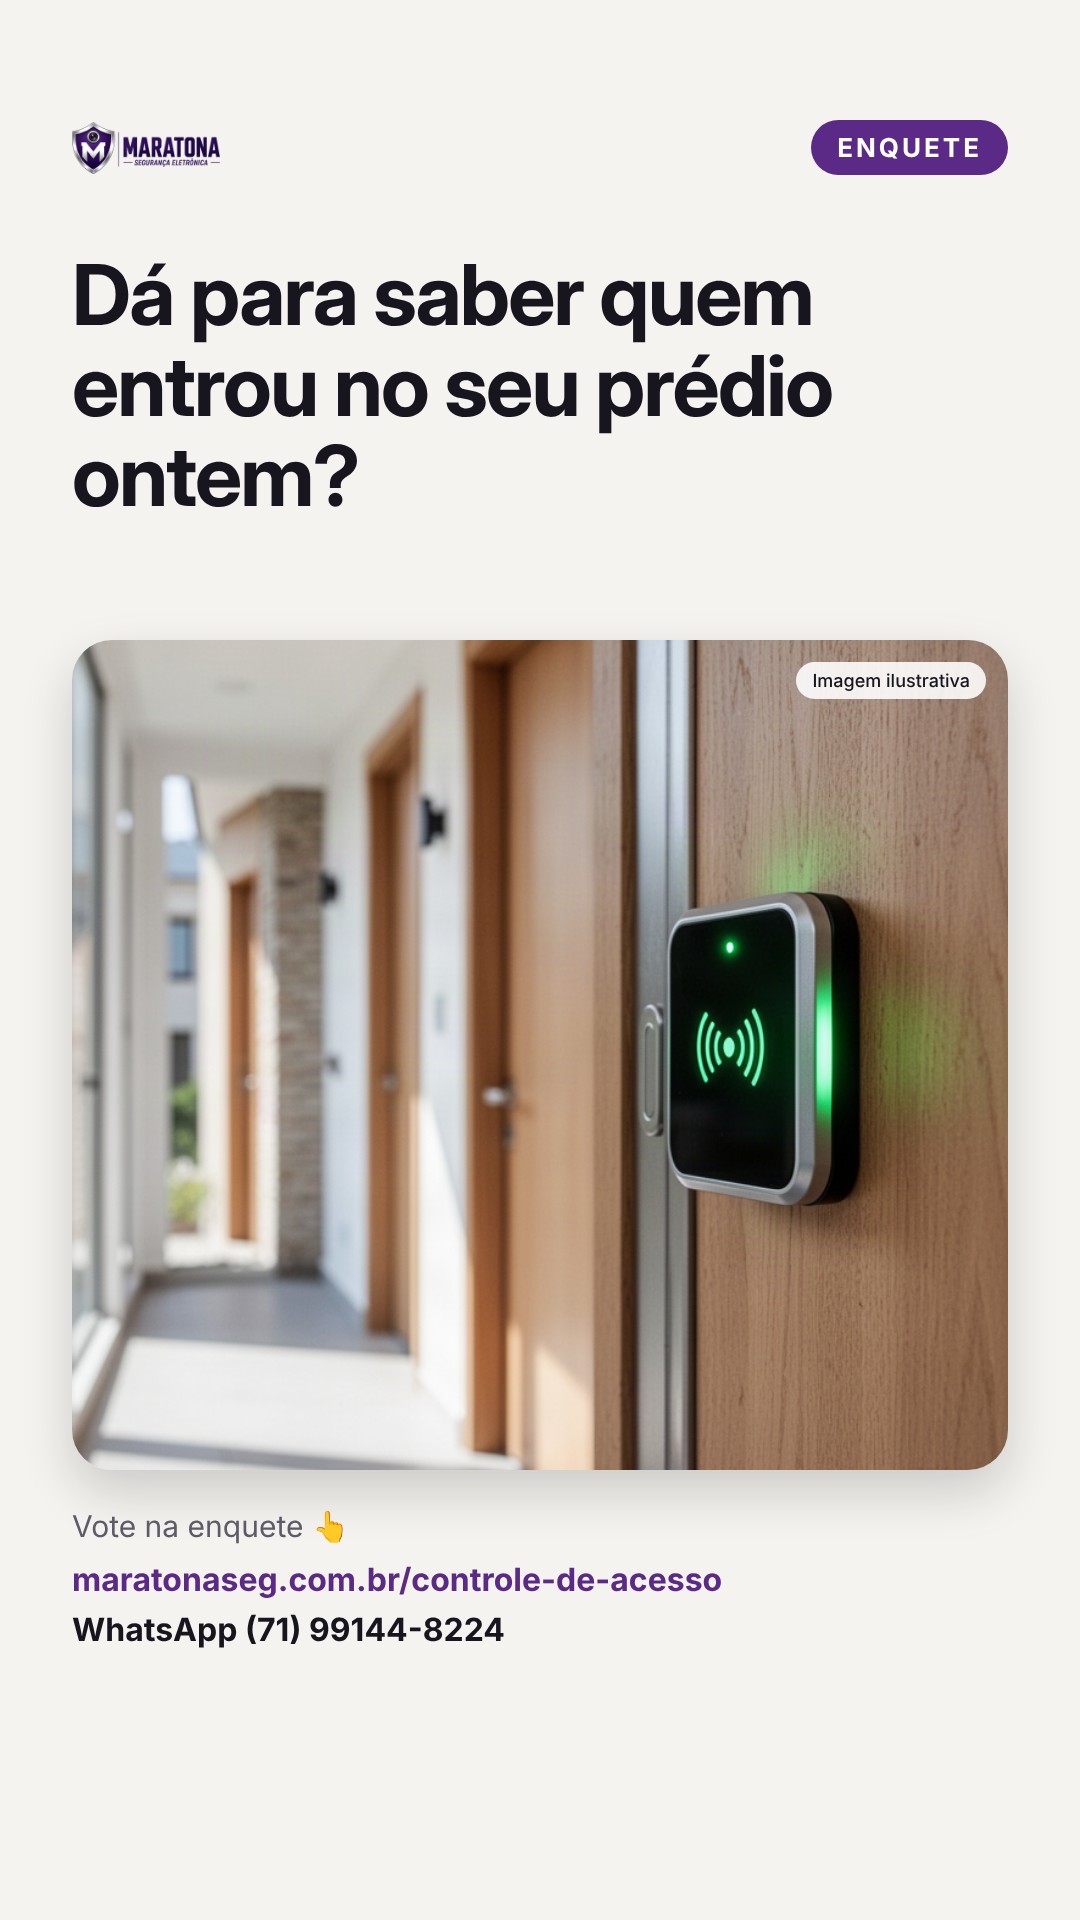 MARATONA
SEGURANÇA ELETRÔNICA
ENQUETE
Dá para saber quem
entrou no seu prédio
ontem?
Imagem ilustrativa
Vote na enquete 👆
maratonaseg.com.br/controle-de-acesso
WhatsApp (71) 99144-8224